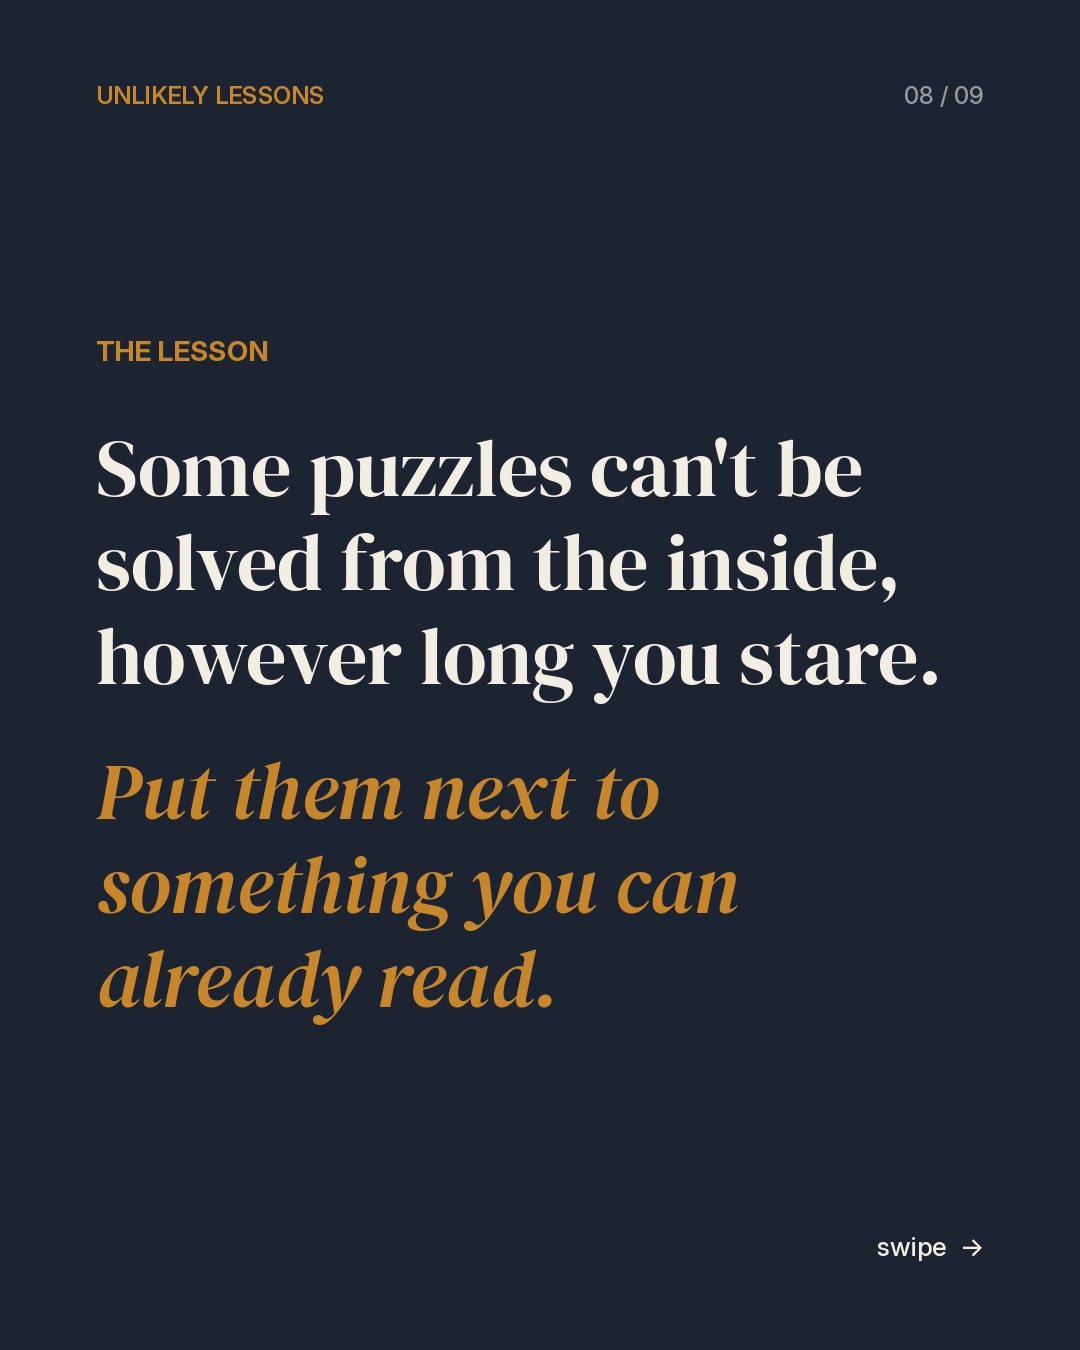 UNLIKELY LESSONS
08 / 09
THE LESSON
Some puzzles can't be
solved from the inside,
however long you stare.
Put them next to
something you can
already read.
swipe →